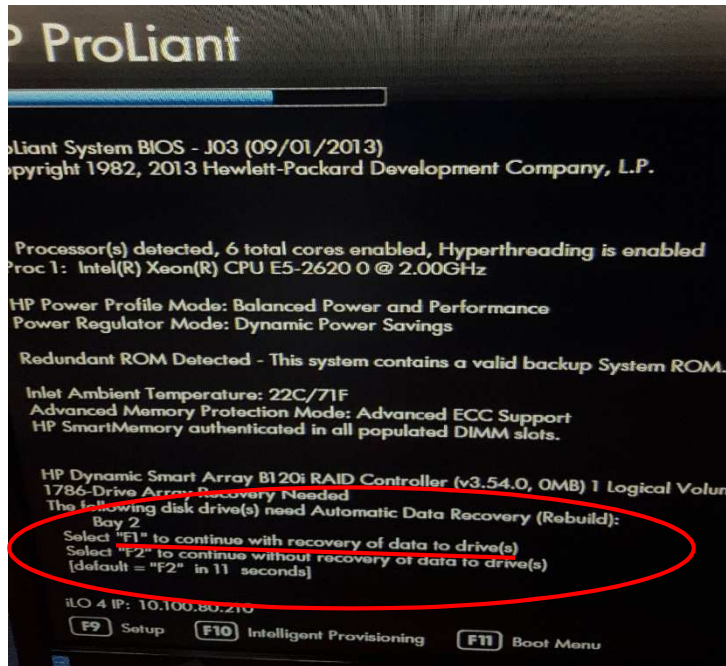 P ProLiant
oLiant System BIOS - J03 (09/01/2013)
opyright 1982, 2013 Hewlett-Packard Development Company, L.P.
Processor(s) detected, 6 total cores enabled, Hyperthreading is enabled
Proc 1: Intel(R) Xeon(R) CPU E5-2620 0 @ 2.00GHz
HP Power Profile Mode: Balanced Power and Performance
Power Regulator Mode: Dynamic Power Savings
Redundant ROM Detected - This system contains a valid backup System ROM.
Inlet Ambient Temperature: 22C/71F
Advanced Memory Protection Mode: Advanced ECC Support
HP SmartMemory authenticated in all populated DIMM slots.
HP Dynamic Smart Array B120i RAID Controller (v3.54.0, 0MB) 1 Logical Volum
1786-Drive Array Recovery Needed
The following disk drive(s) need Automatic Data Recovery (Rebuild):
Bay 2
Select "F1" to continue with recovery of data to drive(s)
Select "F2" to continue without recovery of data to drive(s)
[default = "F2" in 11 seconds]
iLO 4 IP: 10.100.80.210
F9 Setup F10 Intelligent Provisioning F11 Boot Menu